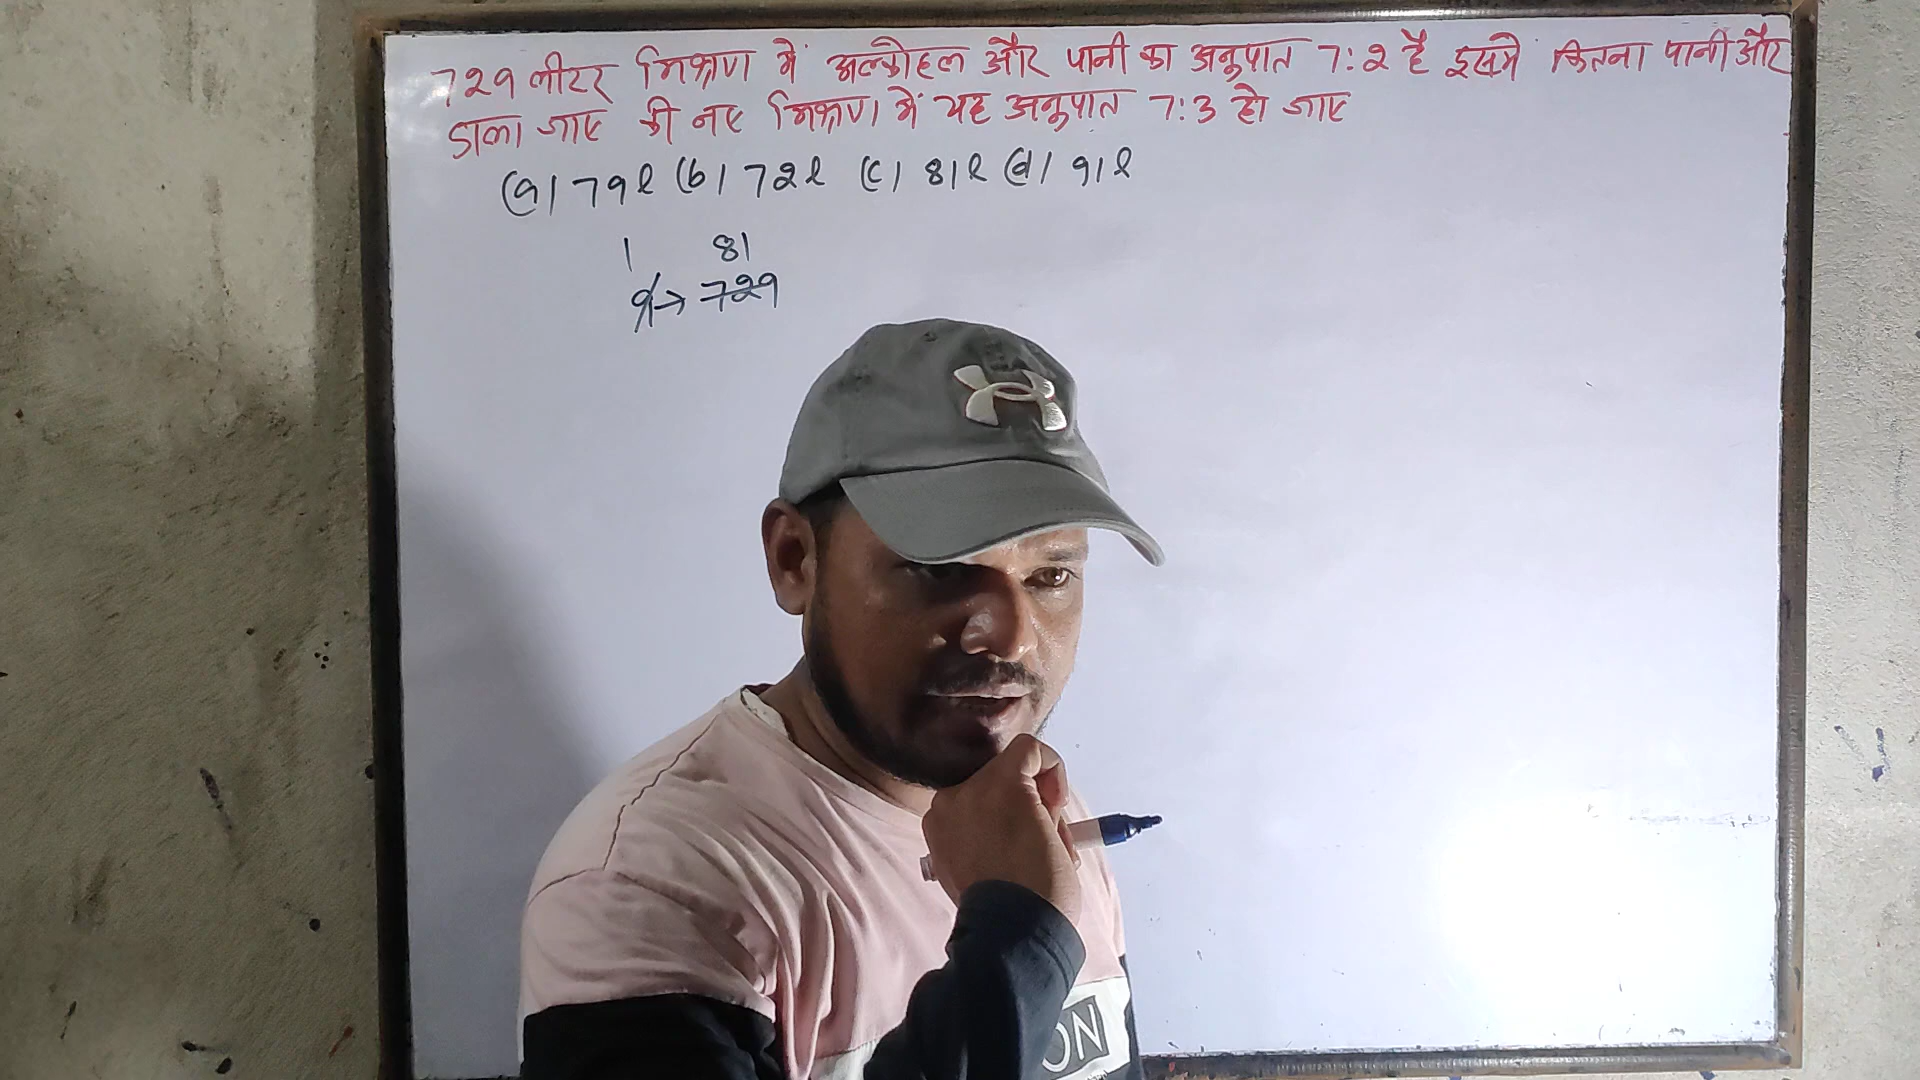 729 लीटर मिश्रण में अल्कोहल और पानी का अनुपात 7:2 है इसमे कितना पानी और
डाला जाए की नए मिश्रण में यह अनुपात 7:3 हो जाए
(a) 79l (b) 72l (c) 81l (d) 91l
1 81
9→ 729
ON